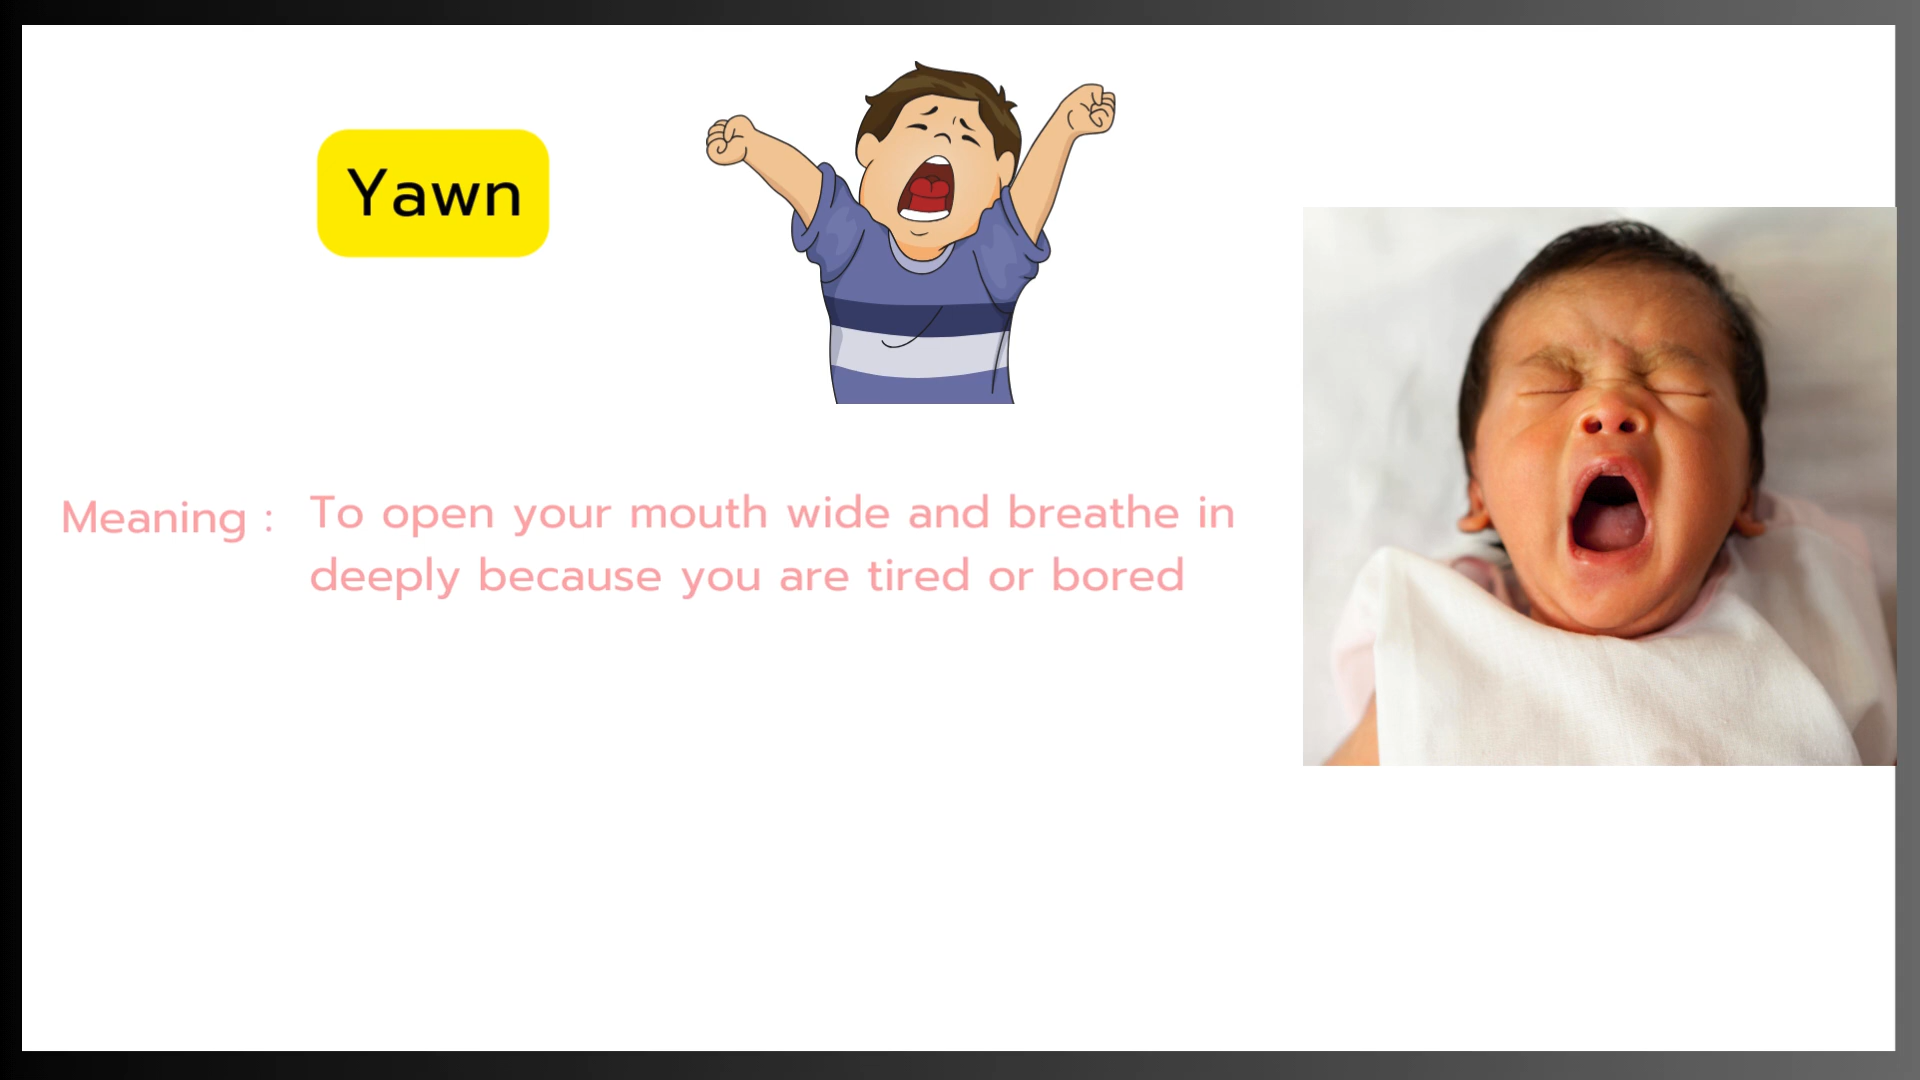 Yawn
Meaning : To open your mouth wide and breathe in
deeply because you are tired or bored